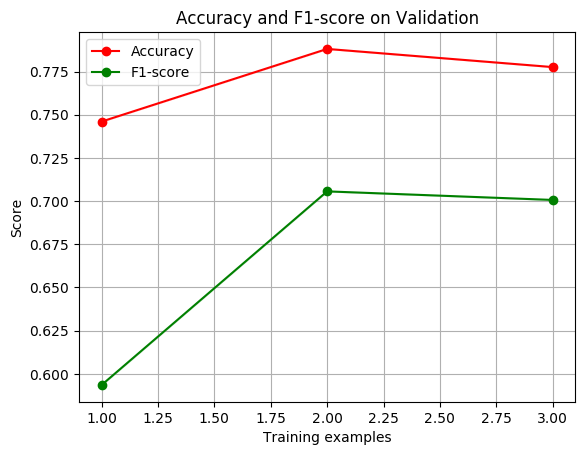 Accuracy and F1-score on Validation
Accuracy
F1-score
Score
0.775
0.750
0.725
0.700
0.675
0.650
0.625
0.600
1.00 1.25 1.50 1.75 2.00 2.25 2.50 2.75 3.00
Training examples